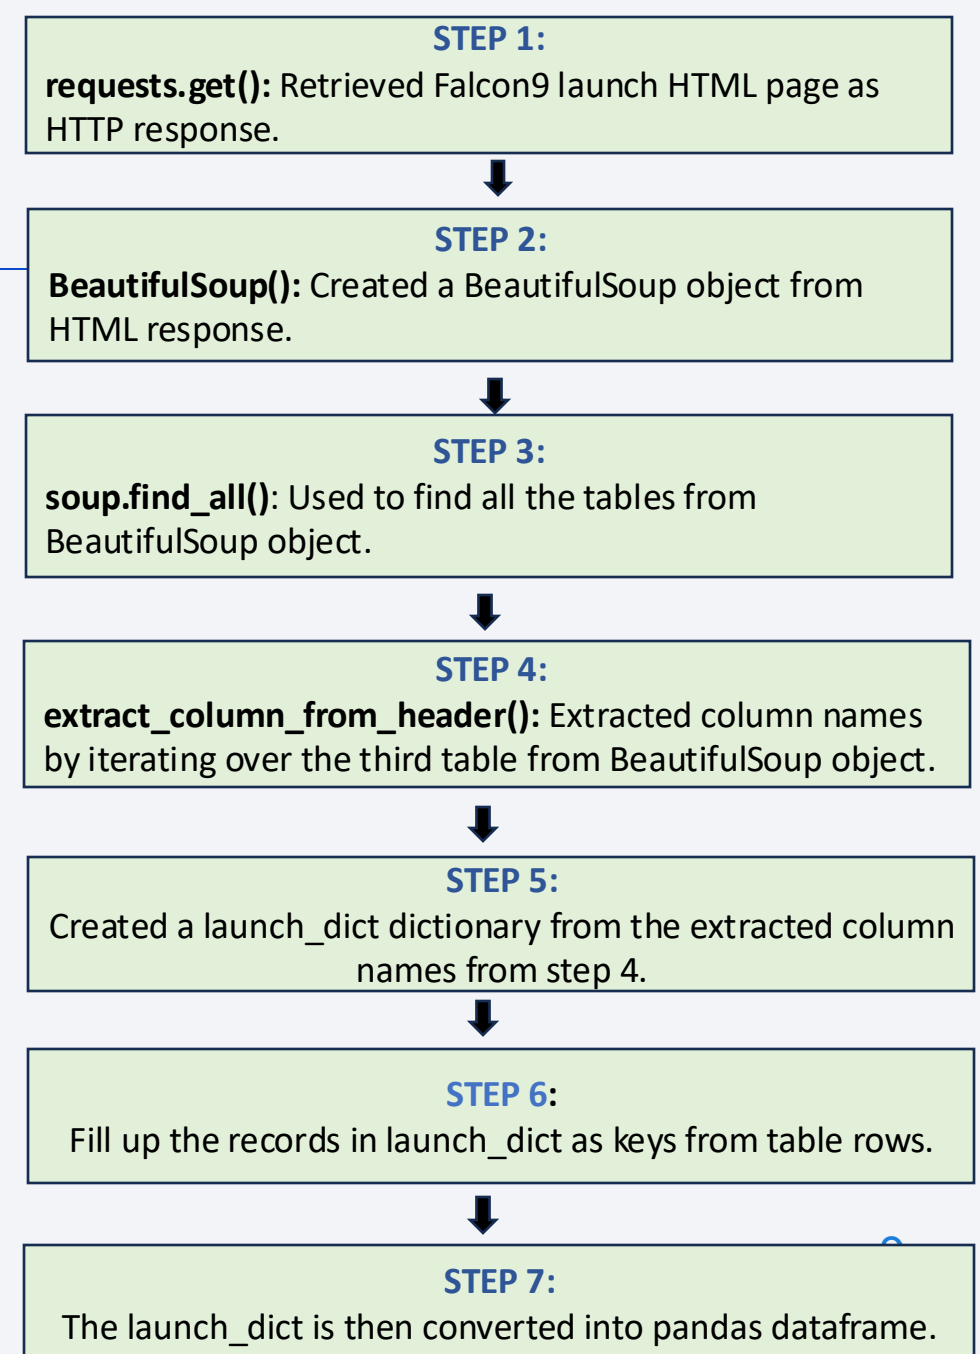 STEP 1:
requests.get(): Retrieved Falcon9 launch HTML page as
HTTP response.
STEP 2:
BeautifulSoup(): Created a BeautifulSoup object from
HTML response.
STEP 3:
soup.find_all(): Used to find all the tables from
BeautifulSoup object.
STEP 4:
extract_column_from_header(): Extracted column names
by iterating over the third table from BeautifulSoup object.
STEP 5:
Created a launch_dict dictionary from the extracted column
names from step 4.
STEP 6:
Fill up the records in launch_dict as keys from table rows.
STEP 7:
The launch_dict is then converted into pandas dataframe.